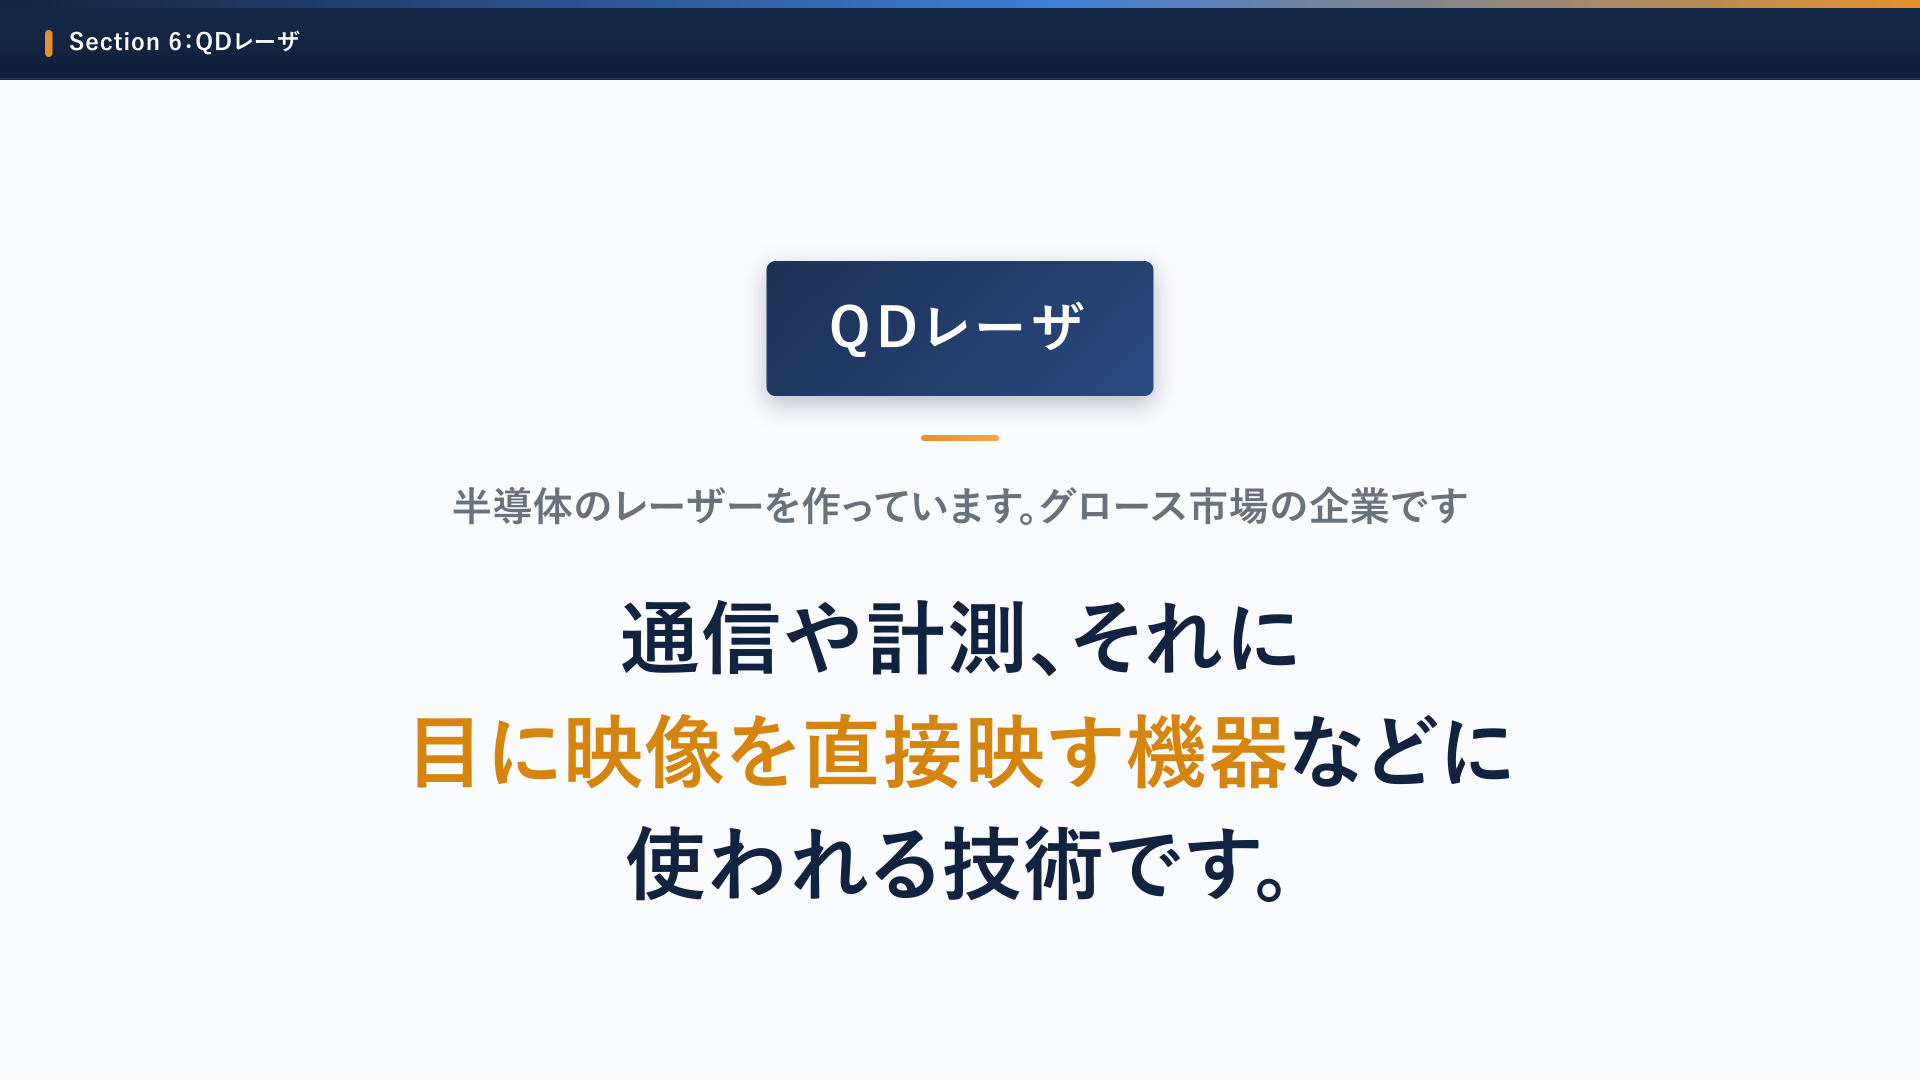 Section 6：QDレーザ
QDレーザ
半導体のレーザーを作っています。グロース市場の企業です
通信や計測、それに
目に映像を直接映す機器などに
使われる技術です。